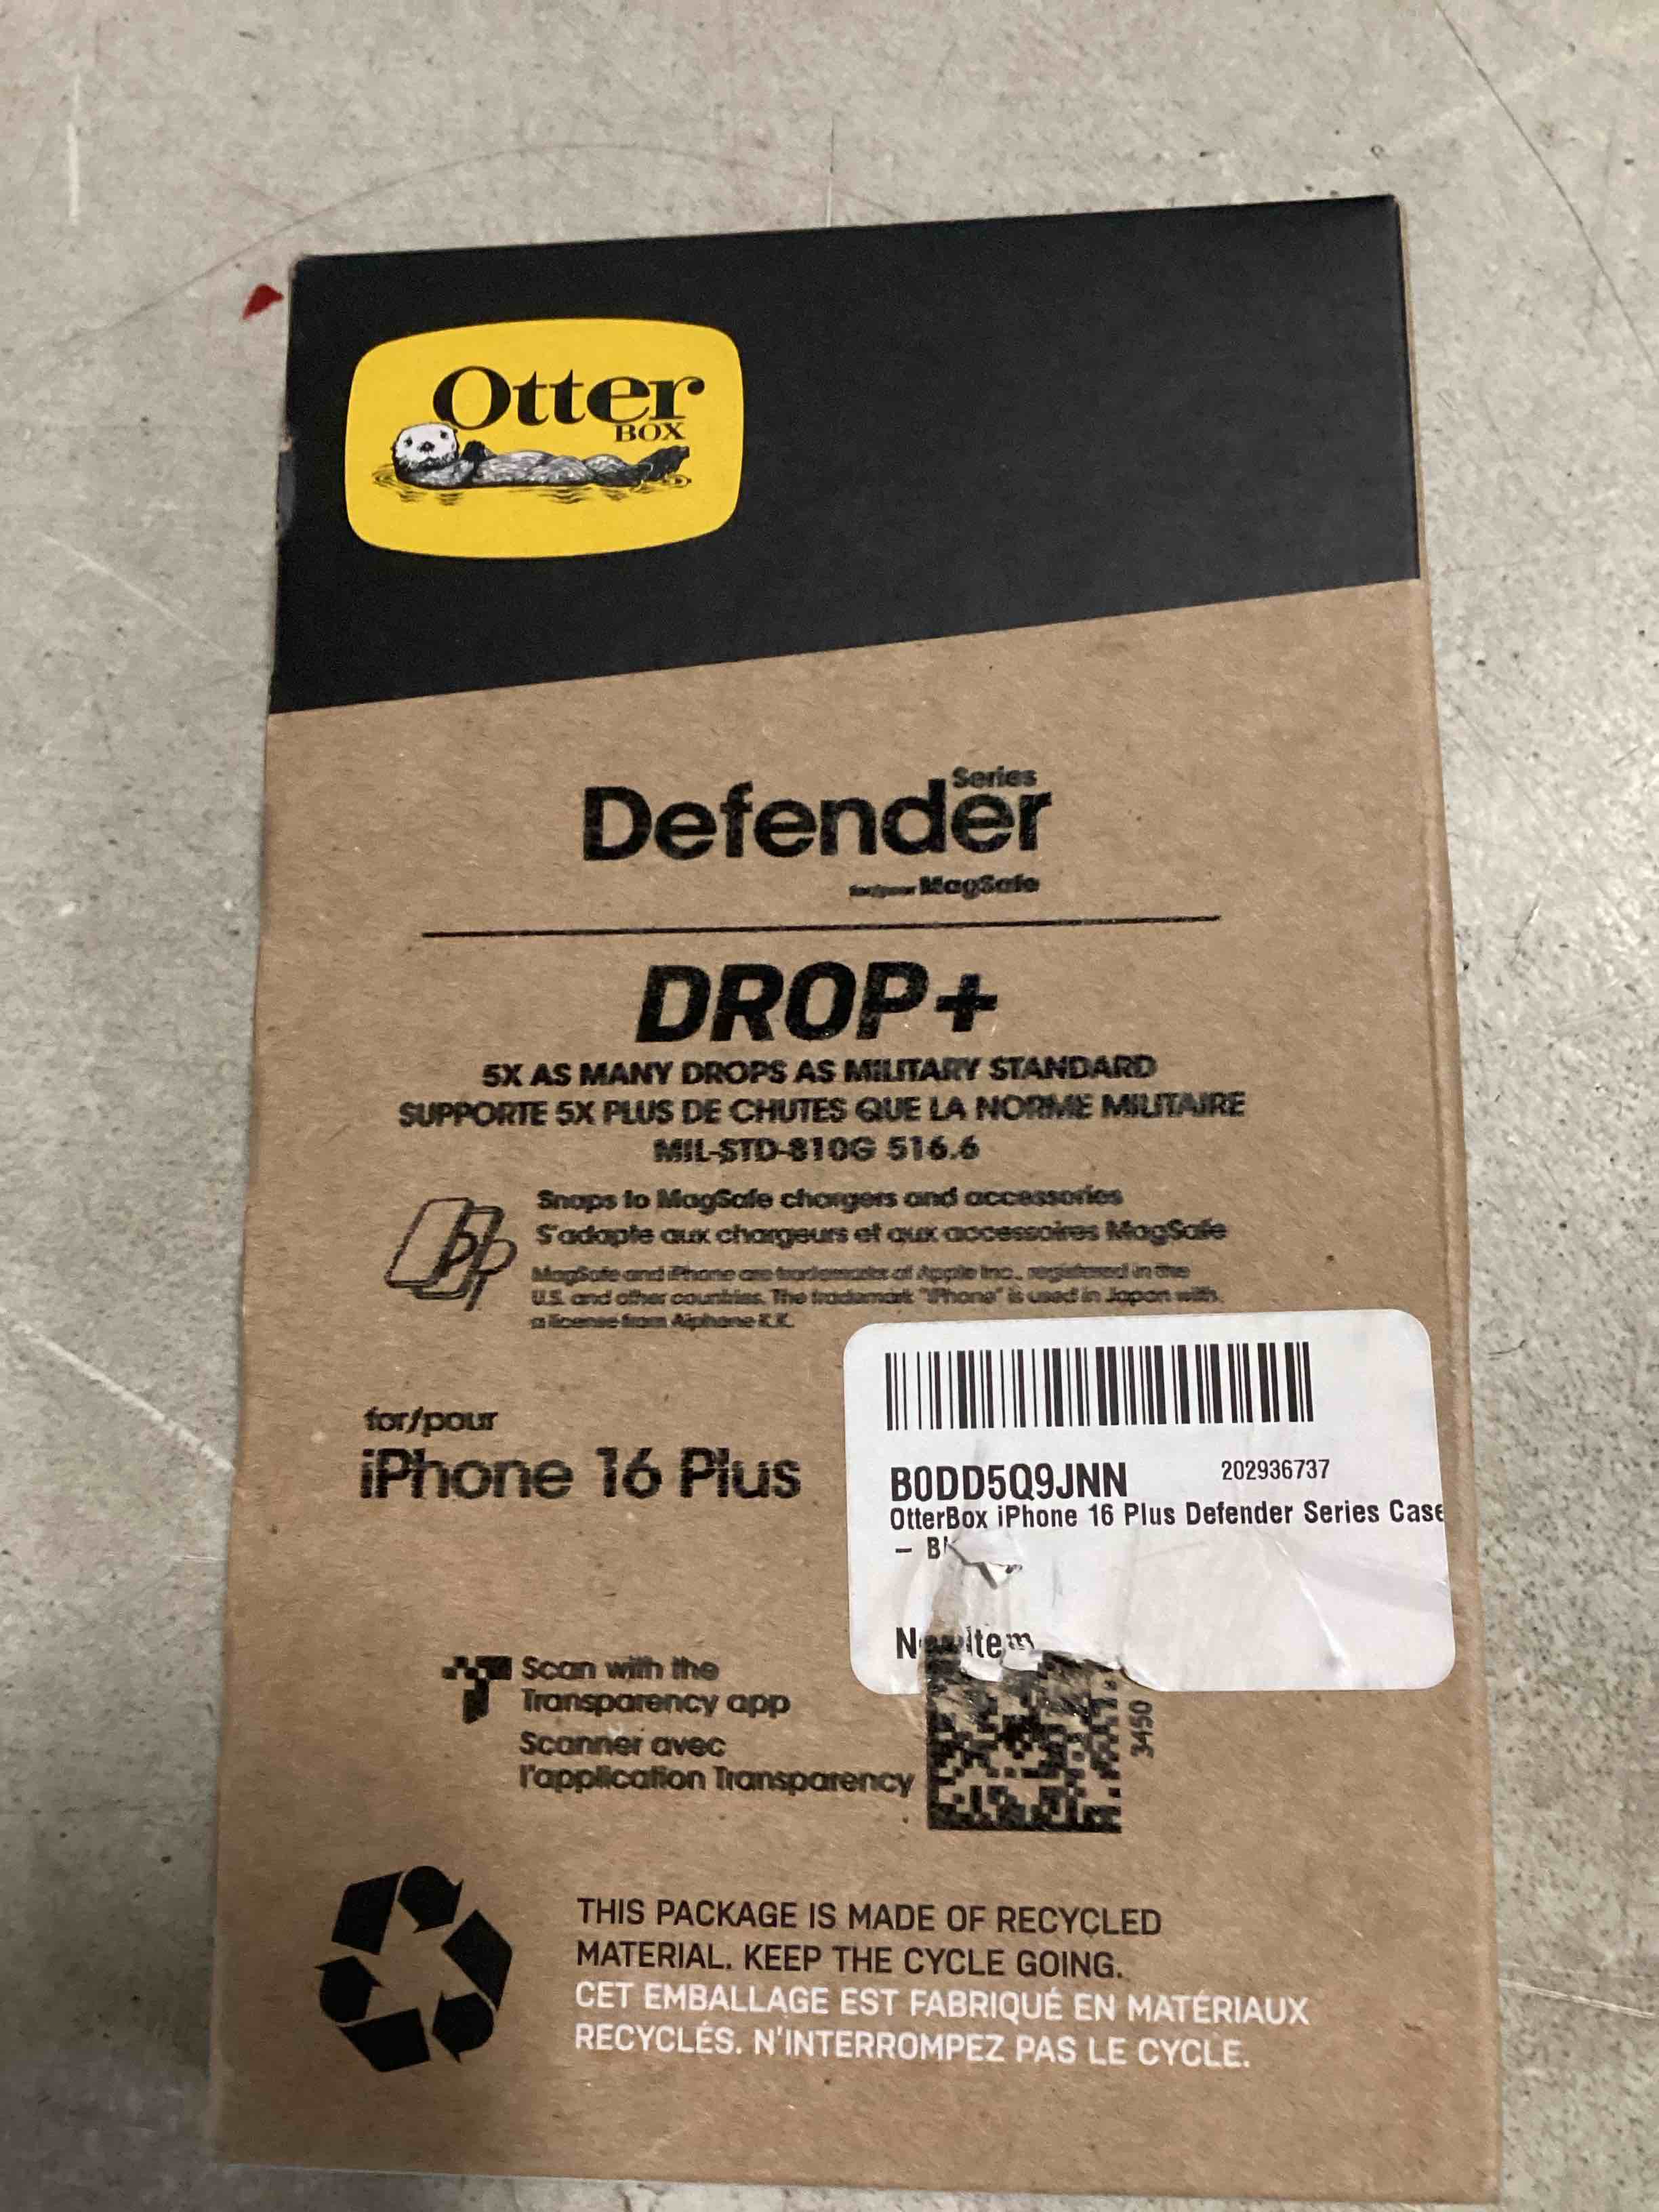 Otter
BOX
Series
Defender
for/pour MagSafe
DROP+
5X AS MANY DROPS AS MILITARY STANDARD
SUPPORTE 5X PLUS DE CHUTES QUE LA NORME MILITAIRE
MIL-STD-810G 516.6
Snaps to MagSafe chargers and accessories
S'adapte aux chargeurs et aux accessoires MagSafe
MagSafe and iPhone are trademarks of Apple Inc., registered in the
U.S. and other countries. The trademark "iPhone" is used in Japan with
a license from Aiphone K.K.
for/pour
iPhone 16 Plus
B0DD5Q9JNN 202936737
OtterBox iPhone 16 Plus Defender Series Case
–
Item
Scan with the
Transparency app
Scanner avec
l'application Transparency
3450
THIS PACKAGE IS MADE OF RECYCLED
MATERIAL. KEEP THE CYCLE GOING.
CET EMBALLAGE EST FABRIQUÉ EN MATÉRIAUX
RECYCLÉS. N'INTERROMPEZ PAS LE CYCLE.